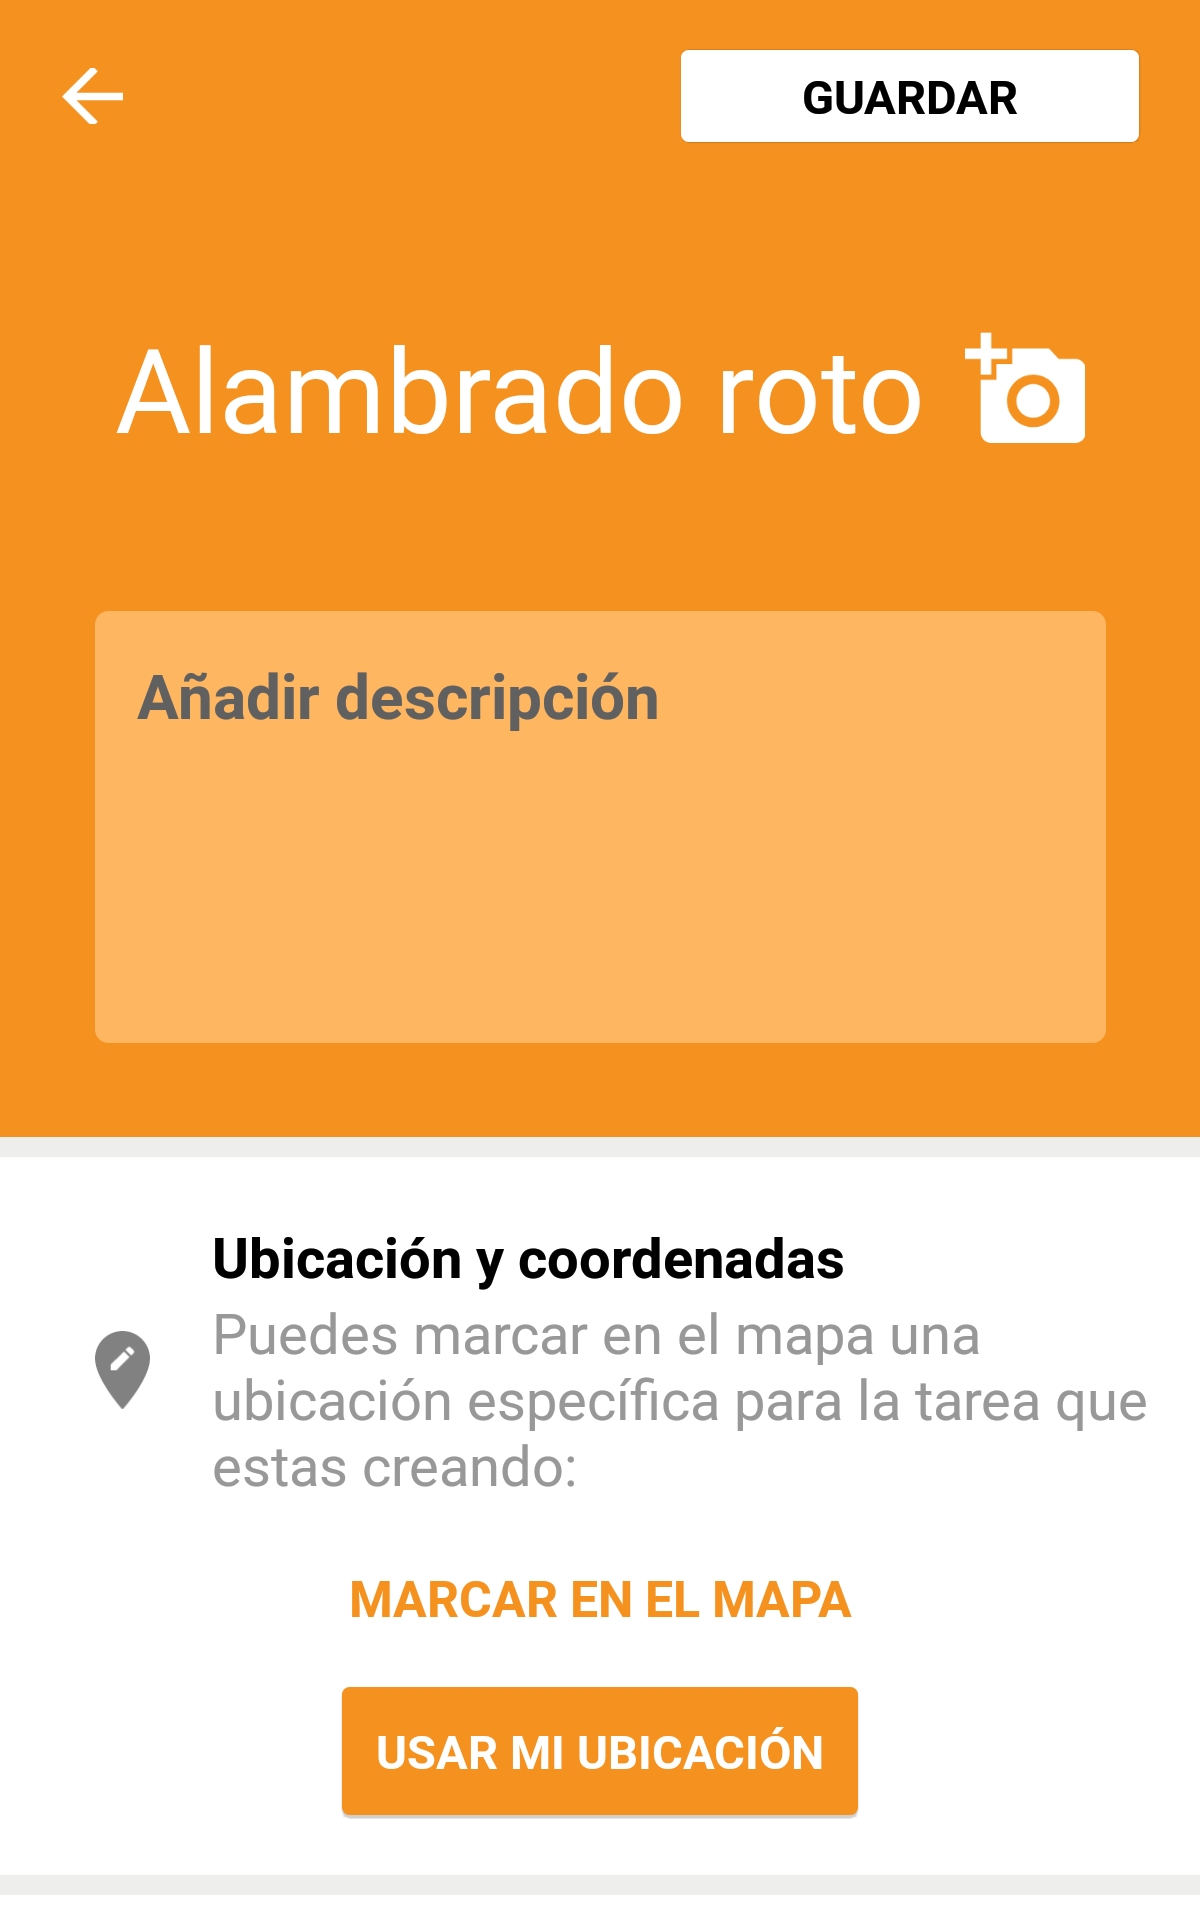 GUARDAR
Alambrado roto
Añadir descripción
Ubicación y coordenadas
Puedes marcar en el mapa una
ubicación específica para la tarea que
estas creando:
MARCAR EN EL MAPA
USAR MI UBICACIÓN